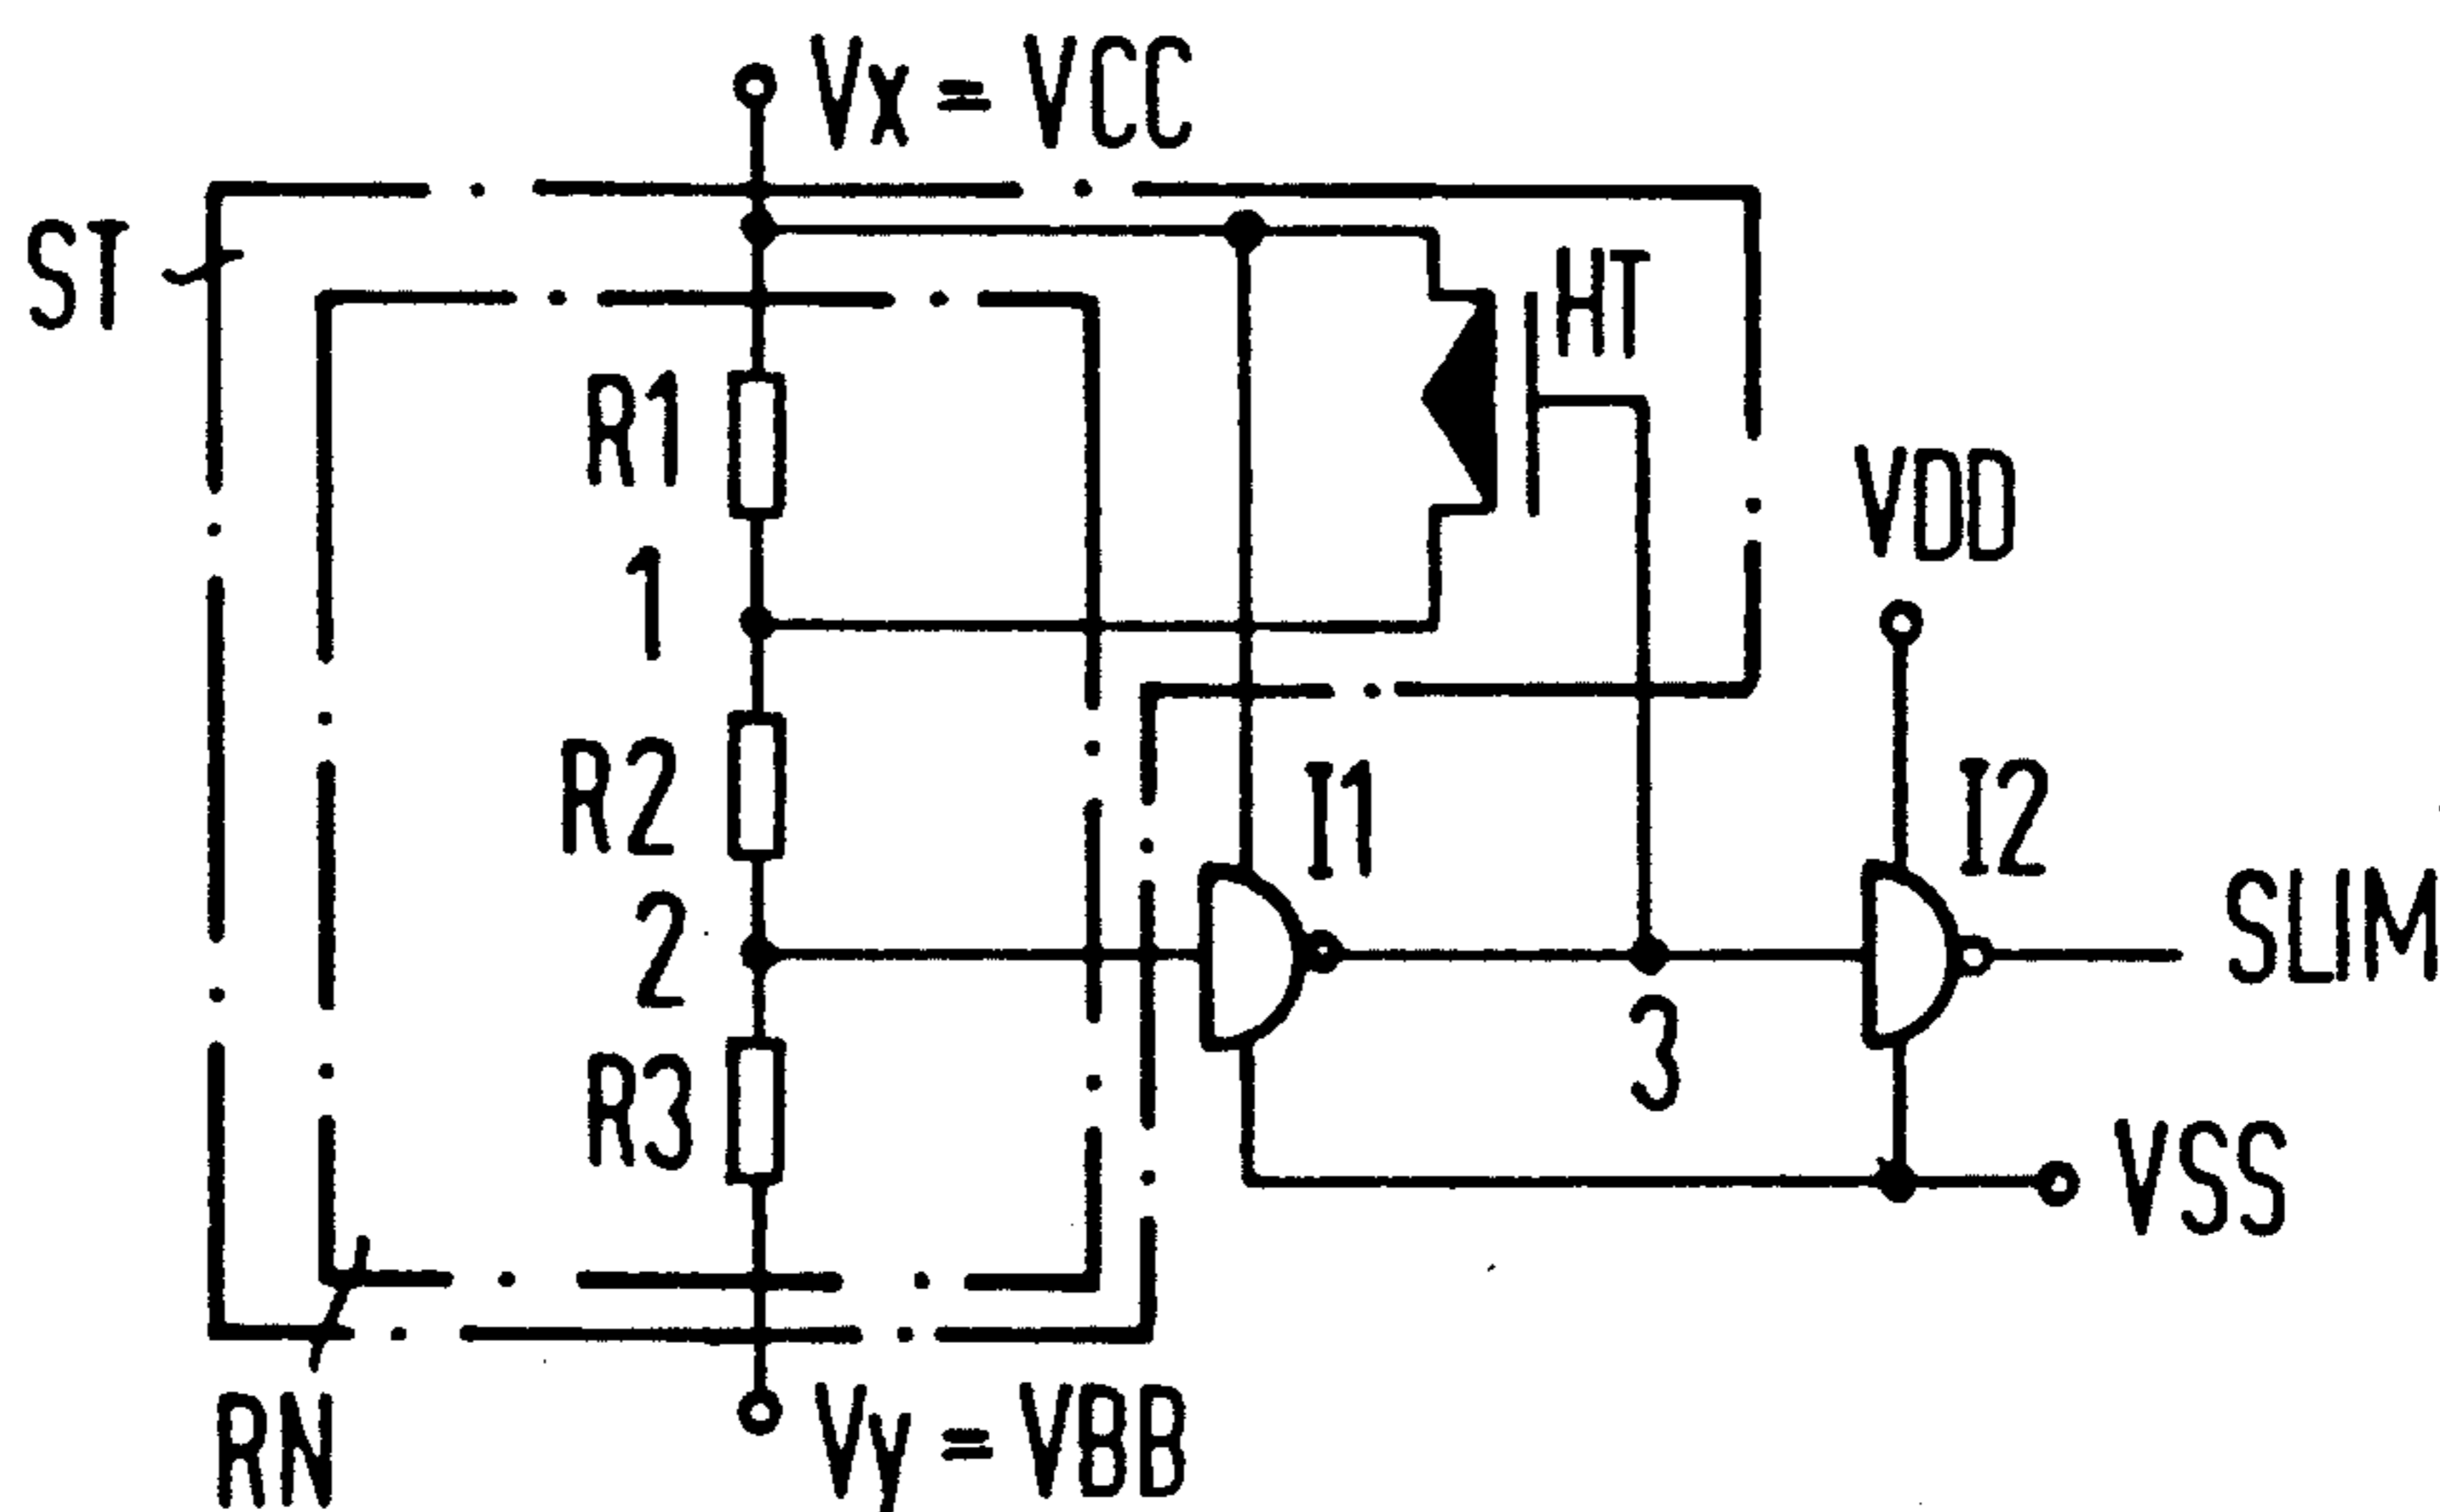 Vx = VCC
ST
HT
R1
VDD
1
R2
I1
I2
2
SLIM
3
R3
VSS
RN
Vy = VBB